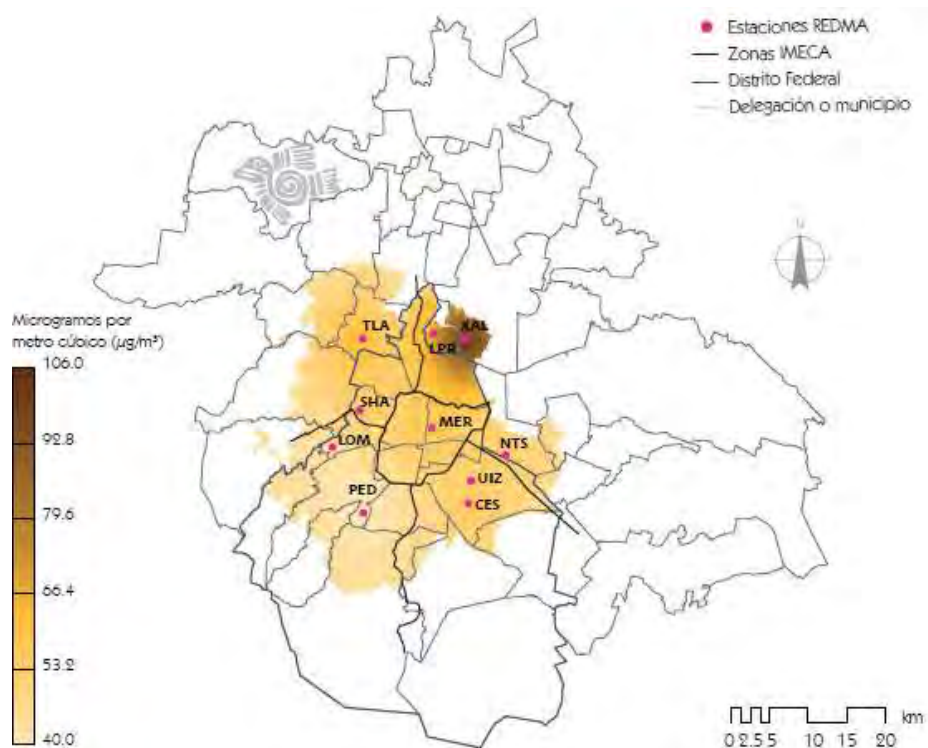 Estaciones REDMA
Zonas IMECA
Distrito Federal
Delegación o municipio
N
Microgramos por
metro cúbico (µg/m³)
106.0
92.8
79.6
66.4
53.2
40.0
TLA
XAL
LPR
SHA
MER
LOM
NTS
UIZ
PED
CES
km
0 2.5 5 10 15 20